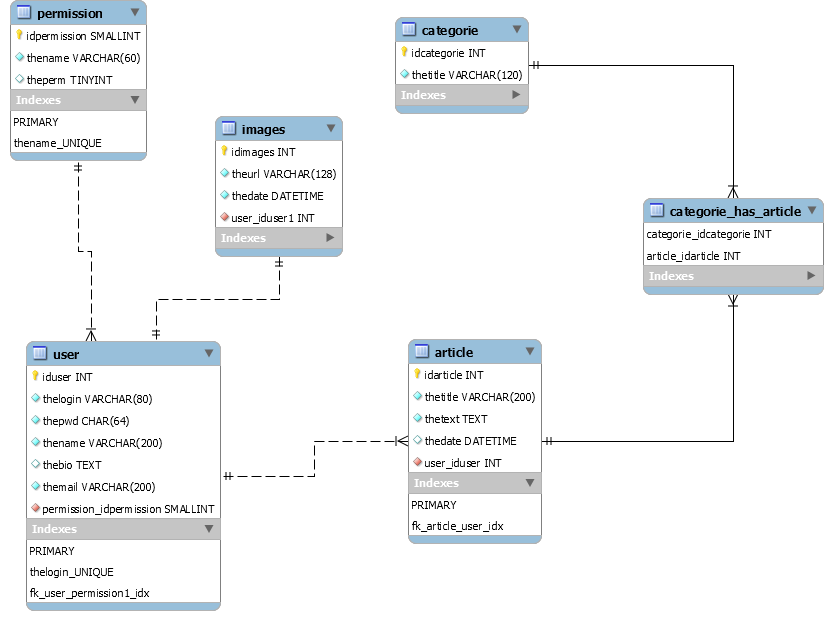 permission
idpermission SMALLINT
thename VARCHAR(60)
theperm TINYINT
Indexes
PRIMARY
thename_UNIQUE
categorie
idcategorie INT
thetitle VARCHAR(120)
Indexes
images
idimages INT
theurl VARCHAR(128)
thedate DATETIME
user_iduser1 INT
Indexes
categorie_has_article
categorie_idcategorie INT
article_idarticle INT
Indexes
user
iduser INT
thelogin VARCHAR(80)
thepwd CHAR(64)
thename VARCHAR(200)
thebio TEXT
themail VARCHAR(200)
permission_idpermission SMALLINT
Indexes
PRIMARY
thelogin_UNIQUE
fk_user_permission1_idx
article
idarticle INT
thetitle VARCHAR(200)
thetext TEXT
thedate DATETIME
user_iduser INT
Indexes
PRIMARY
fk_article_user_idx